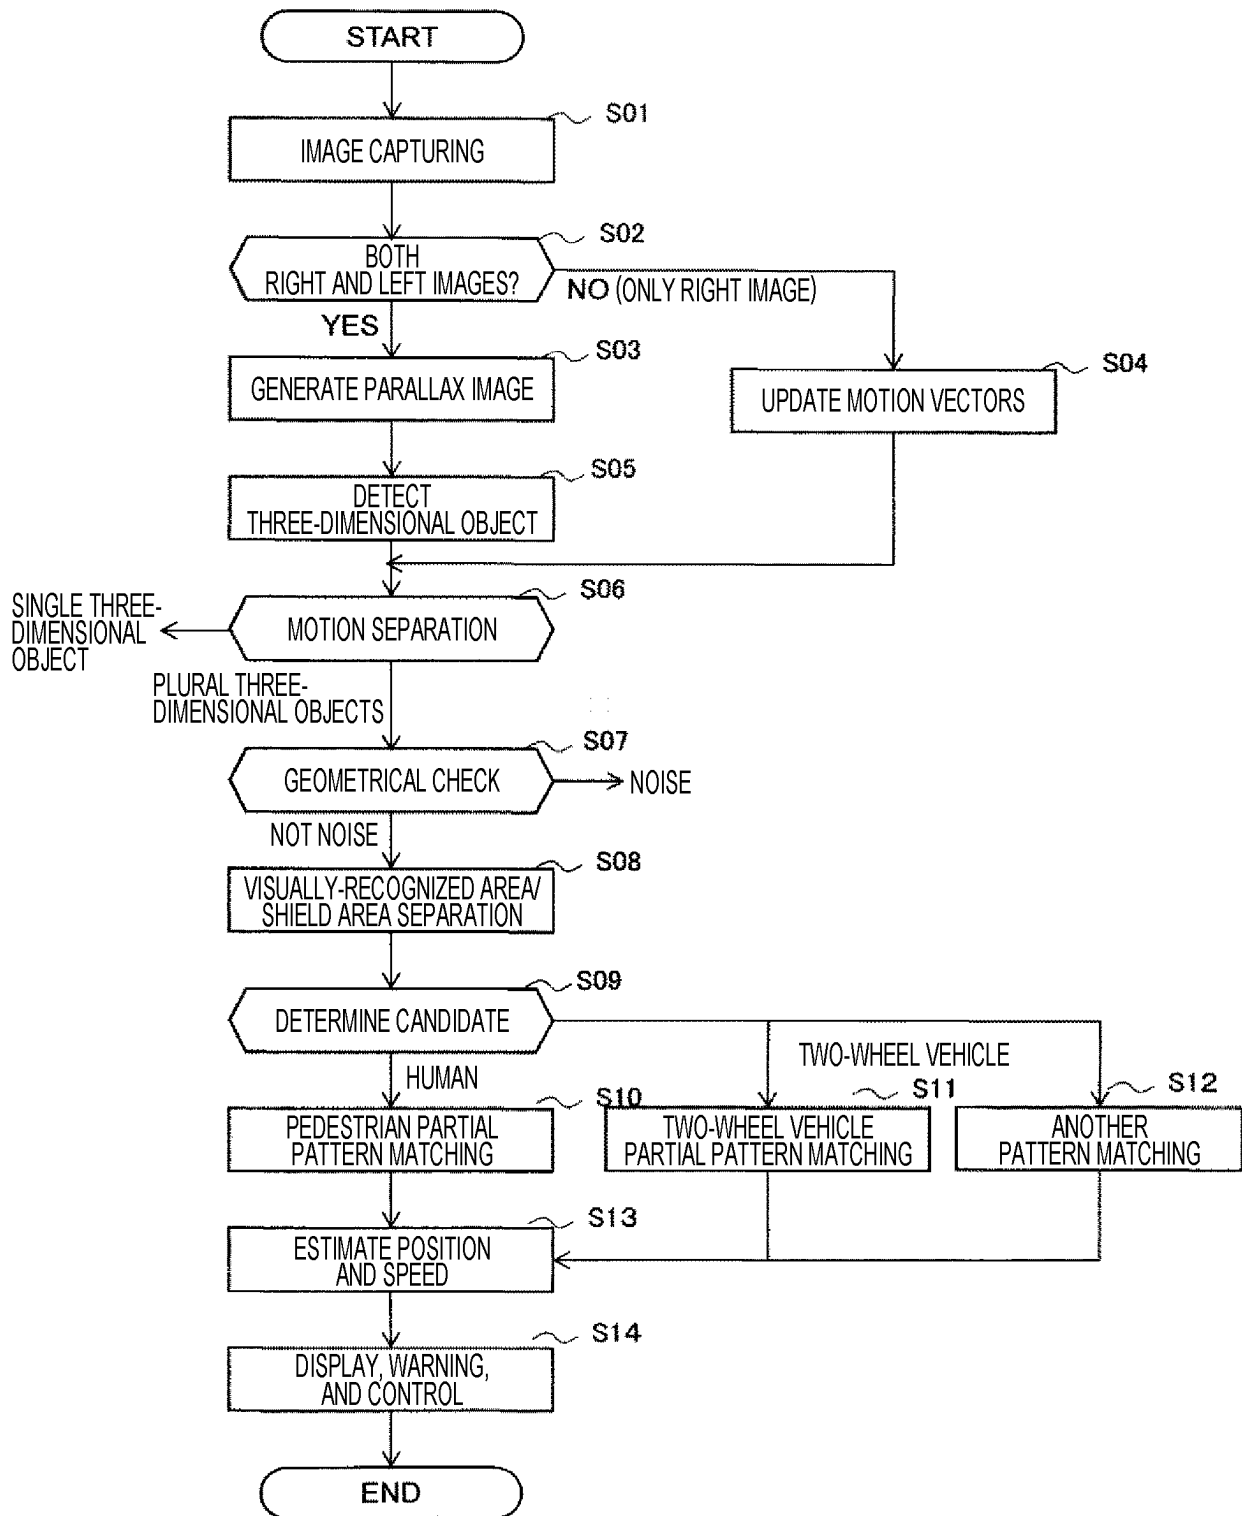 START
S01
IMAGE CAPTURING
S02
BOTH
RIGHT AND LEFT IMAGES?
NO (ONLY RIGHT IMAGE)
YES
S03
GENERATE PARALLAX IMAGE
S04
UPDATE MOTION VECTORS
S05
DETECT
THREE-DIMENSIONAL OBJECT
S06
MOTION SEPARATION
SINGLE THREE-
DIMENSIONAL
OBJECT
PLURAL THREE-
DIMENSIONAL OBJECTS
S07
GEOMETRICAL CHECK
NOISE
NOT NOISE
S08
VISUALLY-RECOGNIZED AREA/
SHIELD AREA SEPARATION
S09
DETERMINE CANDIDATE
HUMAN
TWO-WHEEL VEHICLE
S10
PEDESTRIAN PARTIAL
PATTERN MATCHING
S11
TWO-WHEEL VEHICLE
PARTIAL PATTERN MATCHING
S12
ANOTHER
PATTERN MATCHING
S13
ESTIMATE POSITION
AND SPEED
S14
DISPLAY, WARNING,
AND CONTROL
END